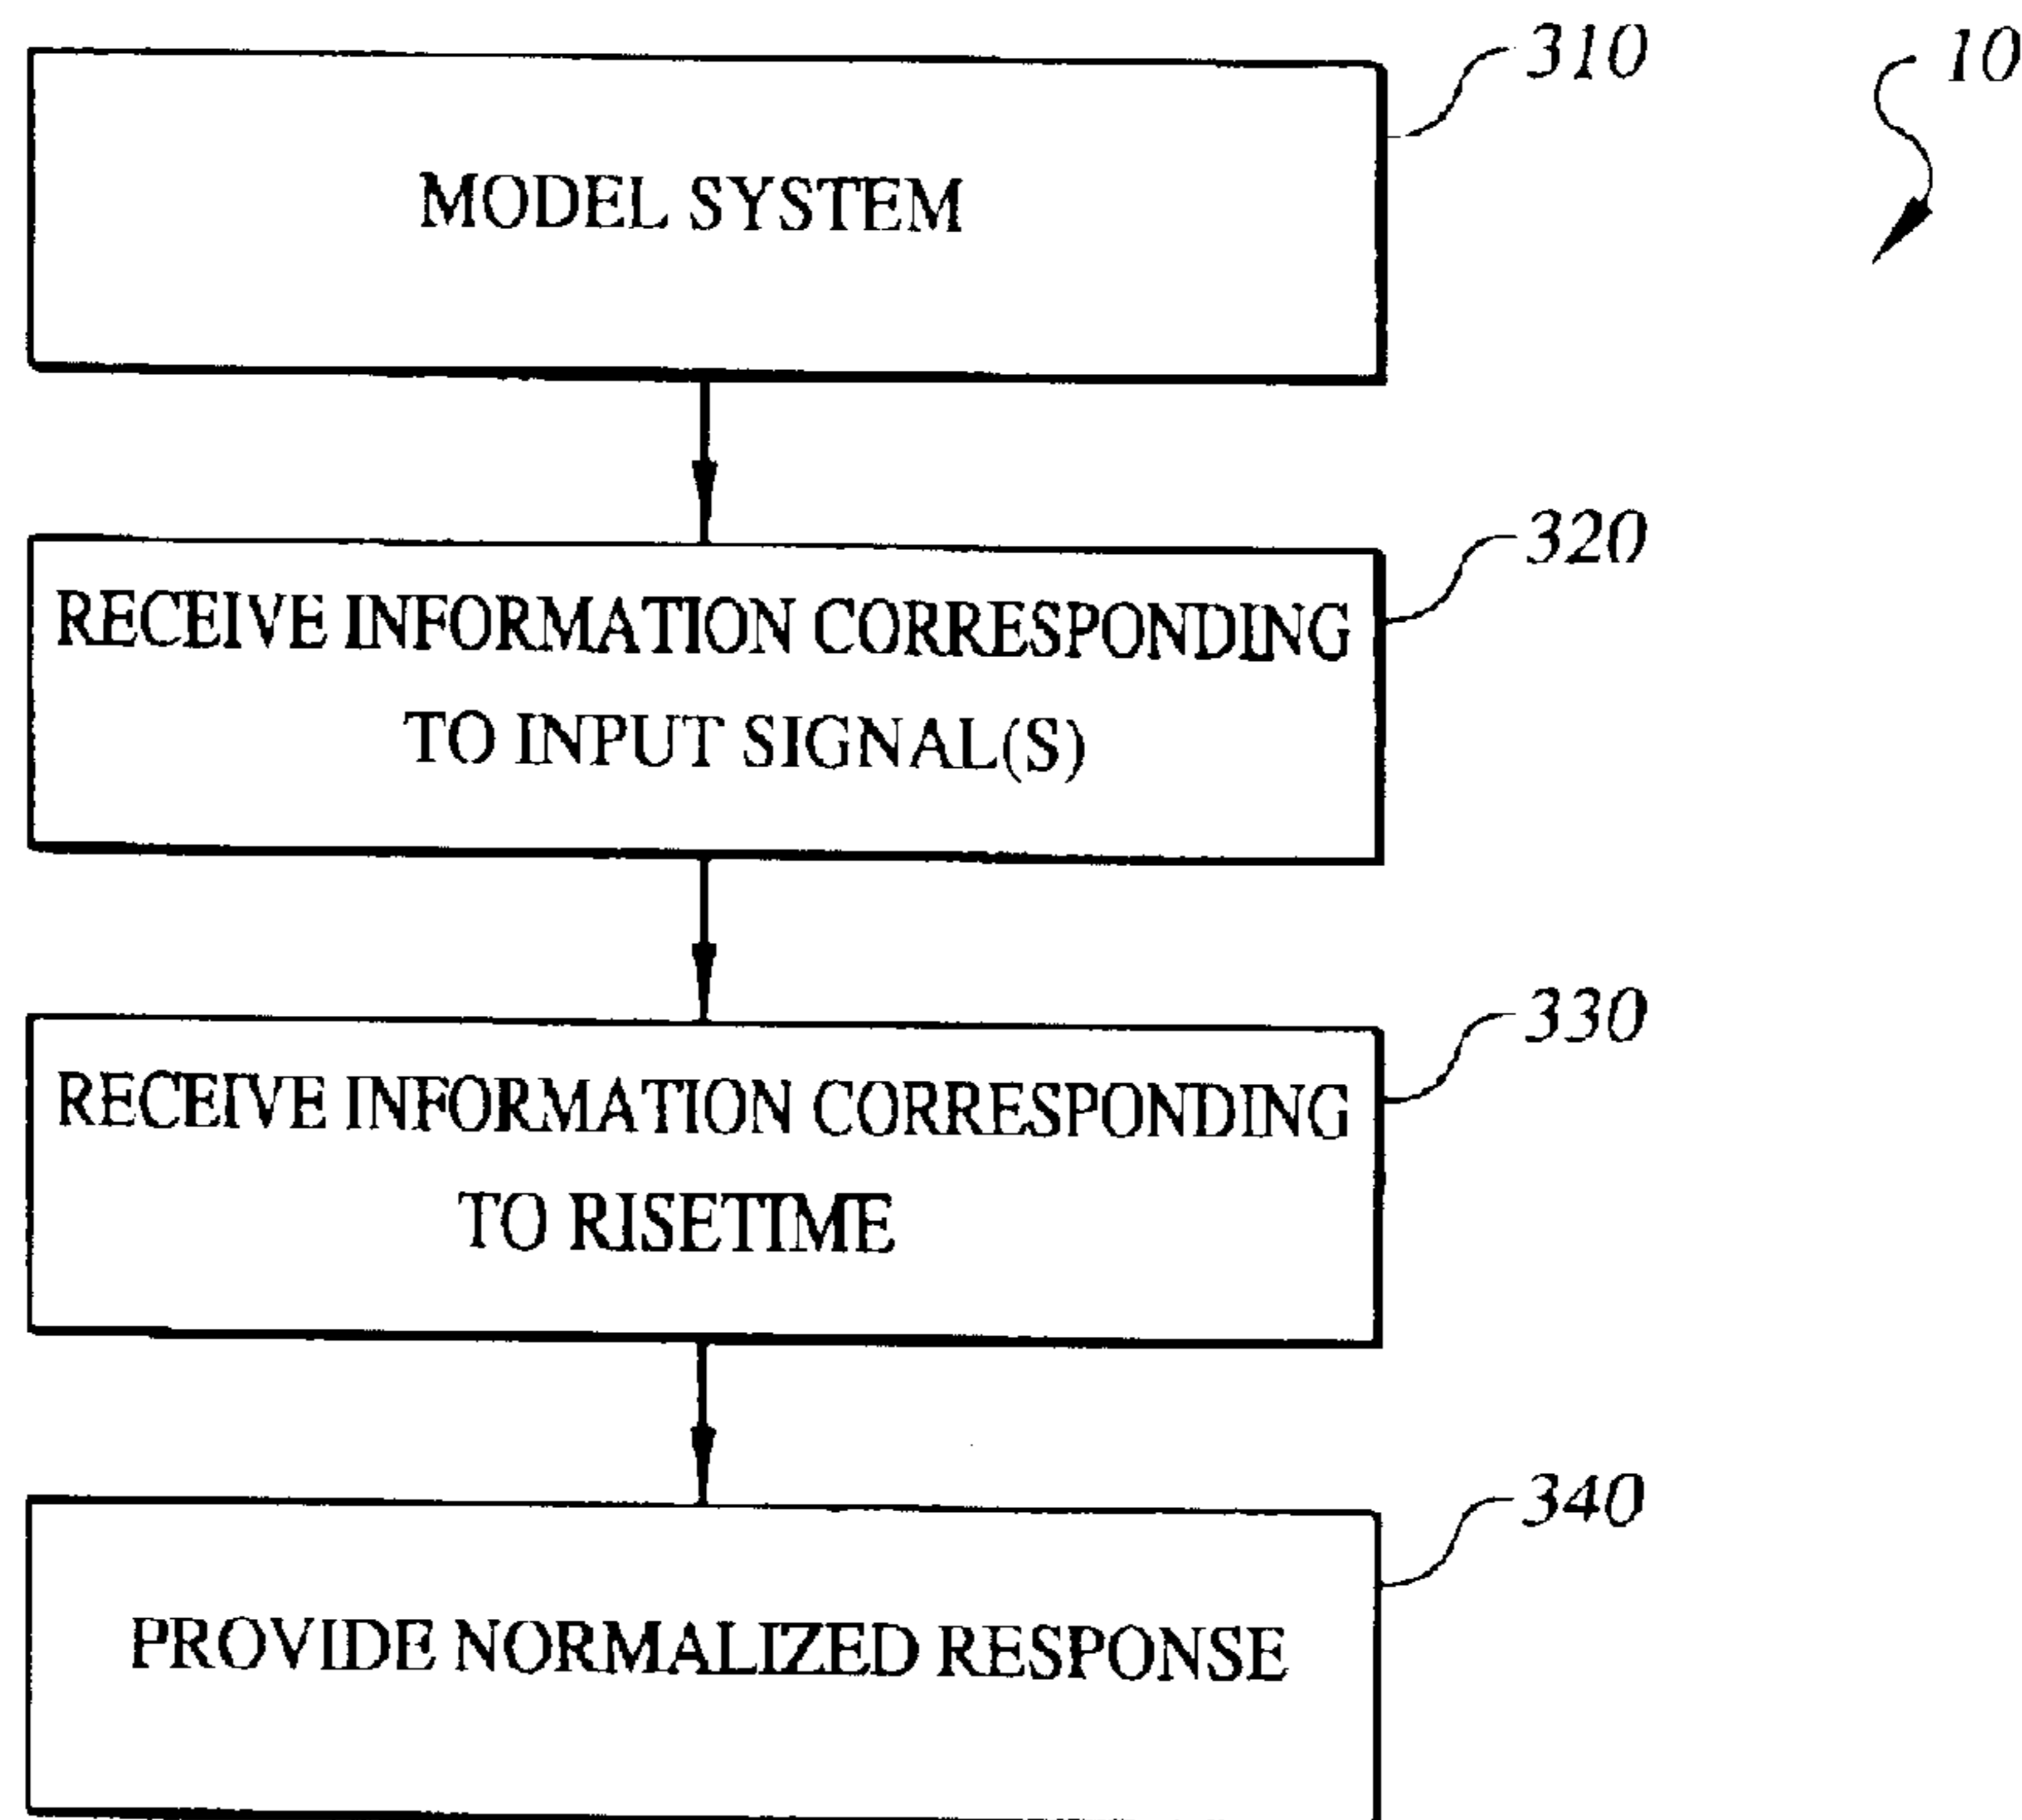 310
10
MODEL SYSTEM
320
RECEIVE INFORMATION CORRESPONDING
TO INPUT SIGNAL(S)
330
RECEIVE INFORMATION CORRESPONDING
TO RISETIME
340
PROVIDE NORMALIZED RESPONSE